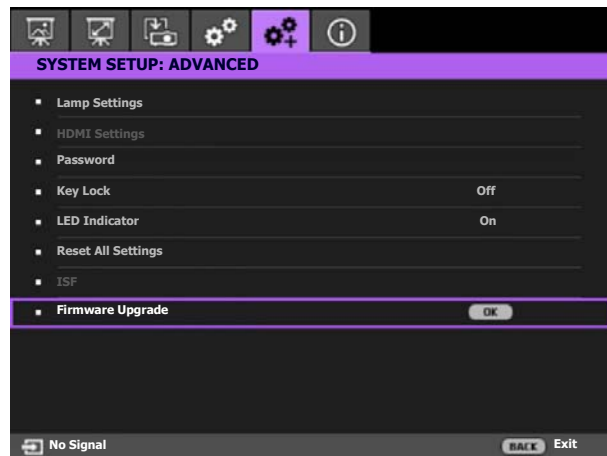 SYSTEM SETUP: ADVANCED
Lamp Settings
HDMI Settings
Password
Key Lock Off
LED Indicator On
Reset All Settings
ISF
Firmware Upgrade OK
No Signal BACK Exit